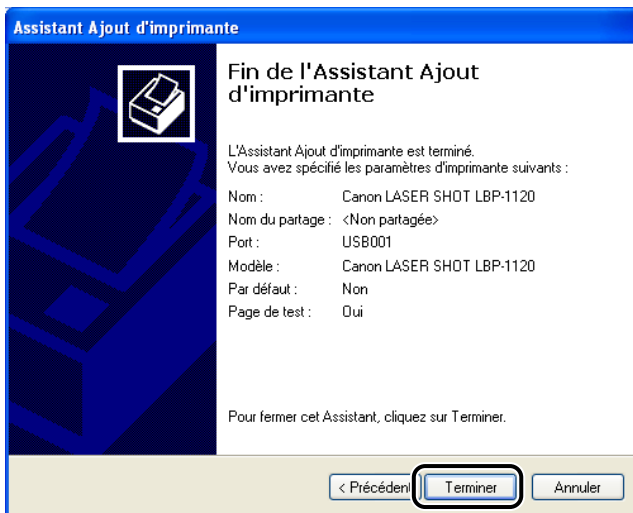 Assistant Ajout d'imprimante
Fin de l'Assistant Ajout
d'imprimante
L'Assistant Ajout d'imprimante est terminé.
Vous avez spécifié les paramètres d'imprimante suivants :
Nom : Canon LASER SHOT LBP-1120
Nom du partage : <Non partagée>
Port : USB001
Modèle : Canon LASER SHOT LBP-1120
Par défaut : Non
Page de test : Oui
Pour fermer cet Assistant, cliquez sur Terminer.
< Précéden Terminer Annuler